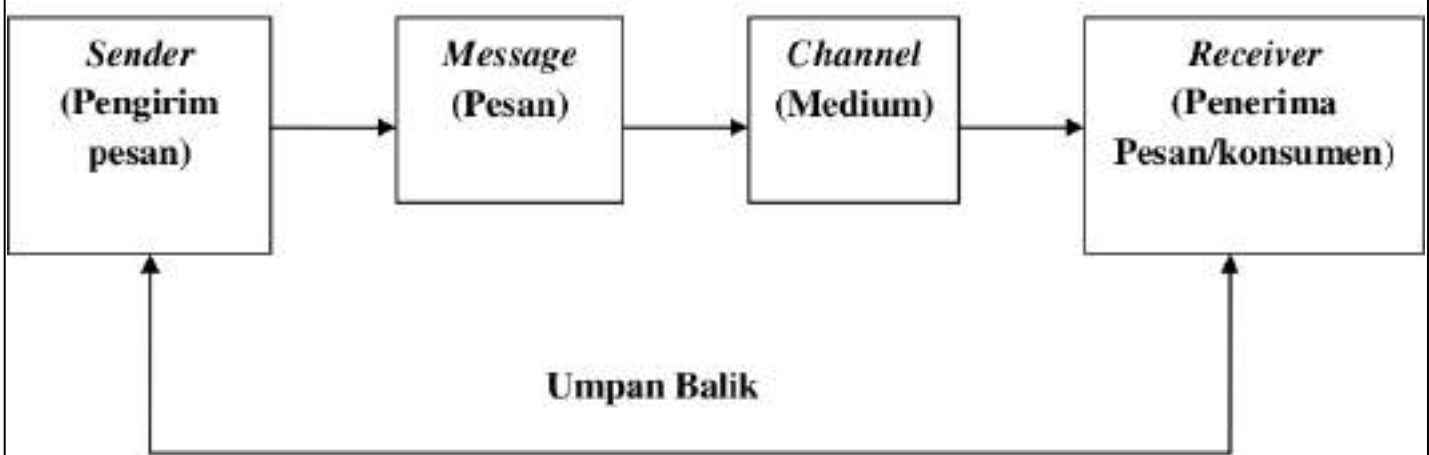 Sender
(Pengirim
pesan)
Message
(Pesan)
Channel
(Medium)
Receiver
(Penerima
Pesan/konsumen)
Umpan Balik